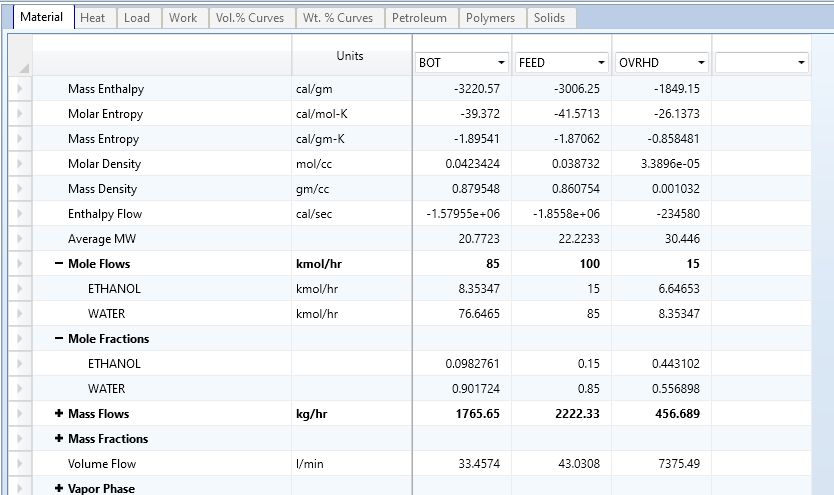 Material Heat Load Work Vol.% Curves Wt. % Curves Petroleum Polymers Solids
Units BOT FEED OVRHD
Mass Enthalpy cal/gm -3220.57 -3006.25 -1849.15
Molar Entropy cal/mol-K -39.372 -41.5713 -26.1373
Mass Entropy cal/gm-K -1.89541 -1.87062 -0.858481
Molar Density mol/cc 0.0423424 0.038732 3.3896e-05
Mass Density gm/cc 0.879548 0.860754 0.001032
Enthalpy Flow cal/sec -1.57955e+06 -1.8558e+06 -234580
Average MW 20.7723 22.2233 30.446
− Mole Flows kmol/hr 85 100 15
ETHANOL kmol/hr 8.35347 15 6.64653
WATER kmol/hr 76.6465 85 8.35347
− Mole Fractions
ETHANOL 0.0982761 0.15 0.443102
WATER 0.901724 0.85 0.556898
+ Mass Flows kg/hr 1765.65 2222.33 456.689
+ Mass Fractions
Volume Flow l/min 33.4574 43.0308 7375.49
+ Vapor Phase